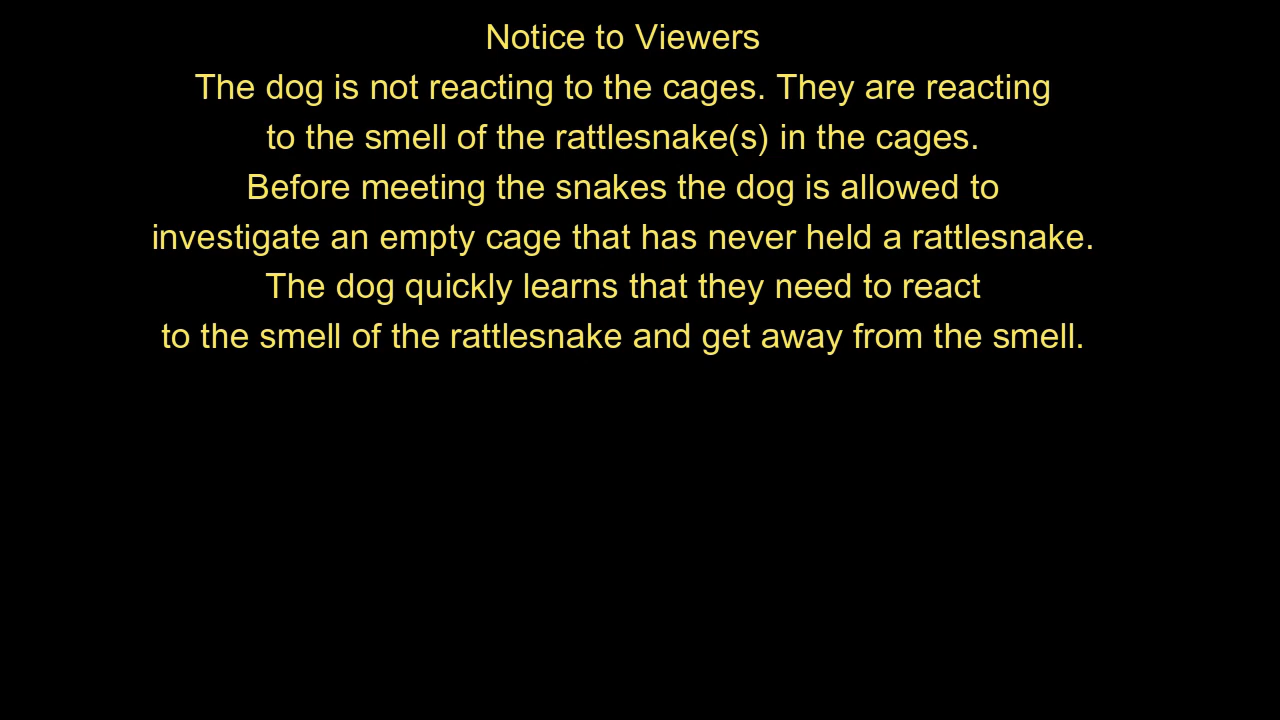 Notice to Viewers
The dog is not reacting to the cages. They are reacting
to the smell of the rattlesnake(s) in the cages.
Before meeting the snakes the dog is allowed to
investigate an empty cage that has never held a rattlesnake.
The dog quickly learns that they need to react
to the smell of the rattlesnake and get away from the smell.